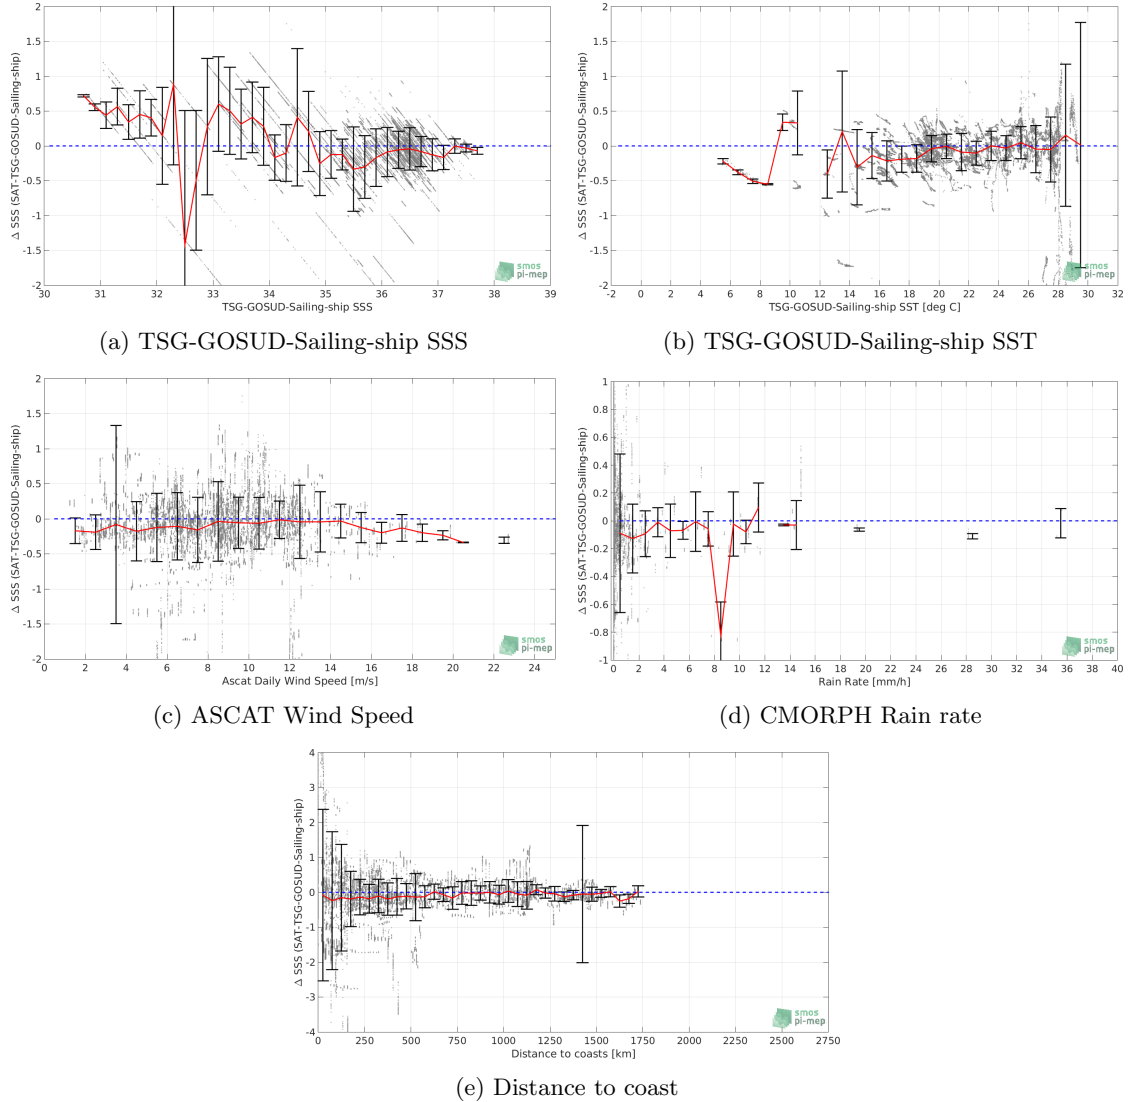 2
1.5
1
0.5
0
-0.5
-1
-1.5
-2
Δ SSS (SAT-TSG-GOSUD-Sailing-ship)
30 31 32 33 34 35 36 37 38 39
TSG-GOSUD-Sailing-ship SSS
smos
pi-mep
(a) TSG-GOSUD-Sailing-ship SSS
2
1.5
1
0.5
0
-0.5
-1
-1.5
-2
Δ SSS (SAT-TSG-GOSUD-Sailing-ship)
-2 0 2 4 6 8 10 12 14 16 18 20 22 24 26 28 30 32
TSG-GOSUD-Sailing-ship SST [deg C]
smos
pi-mep
(b) TSG-GOSUD-Sailing-ship SST
2
1.5
1
0.5
0
-0.5
-1
-1.5
-2
Δ SSS (SAT-TSG-GOSUD-Sailing-ship)
0 2 4 6 8 10 12 14 16 18 20 22 24
Ascat Daily Wind Speed [m/s]
smos
pi-mep
(c) ASCAT Wind Speed
1
0.8
0.6
0.4
0.2
0
-0.2
-0.4
-0.6
-0.8
-1
Δ SSS (SAT-TSG-GOSUD-Sailing-ship)
0 2 4 6 8 10 12 14 16 18 20 22 24 26 28 30 32 34 36 38 40
Rain Rate [mm/h]
smos
pi-mep
(d) CMORPH Rain rate
4
3
2
1
0
-1
-2
-3
-4
Δ SSS (SAT-TSG-GOSUD-Sailing-ship)
0 250 500 750 1000 1250 1500 1750 2000 2250 2500 2750
Distance to coasts [km]
smos
pi-mep
(e) Distance to coast